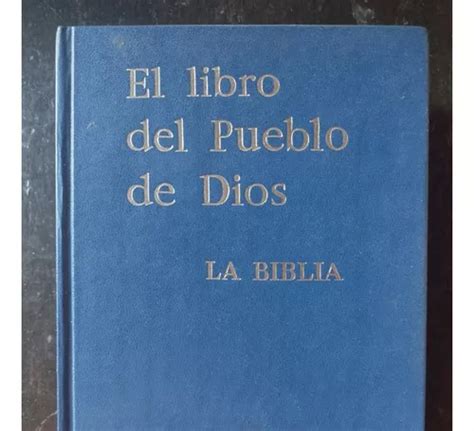 El libro
del Pueblo
de Dios
LA BIBLIA